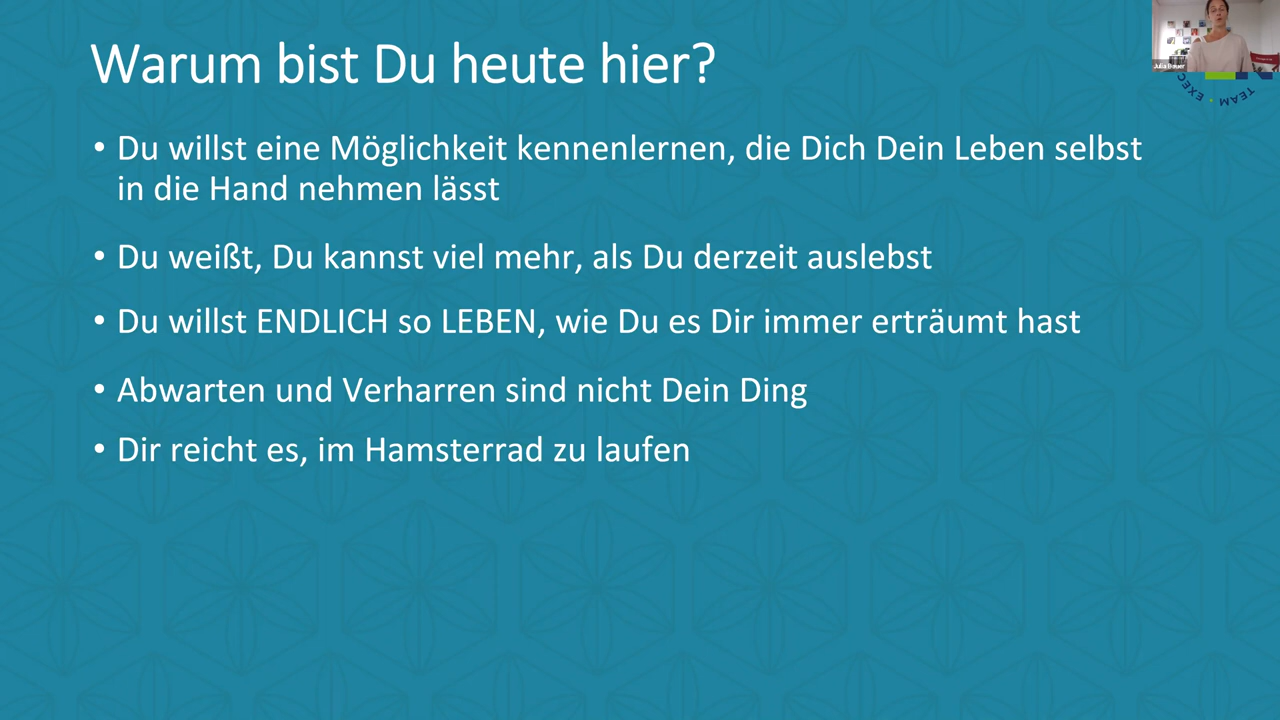 Warum bist Du heute hier?
• Du willst eine Möglichkeit kennenlernen, die Dich Dein Leben selbst
in die Hand nehmen lässt
• Du weißt, Du kannst viel mehr, als Du derzeit auslebst
• Du willst ENDLICH so LEBEN, wie Du es Dir immer erträumt hast
• Abwarten und Verharren sind nicht Dein Ding
• Dir reicht es, im Hamsterrad zu laufen
TEAM · EXEC